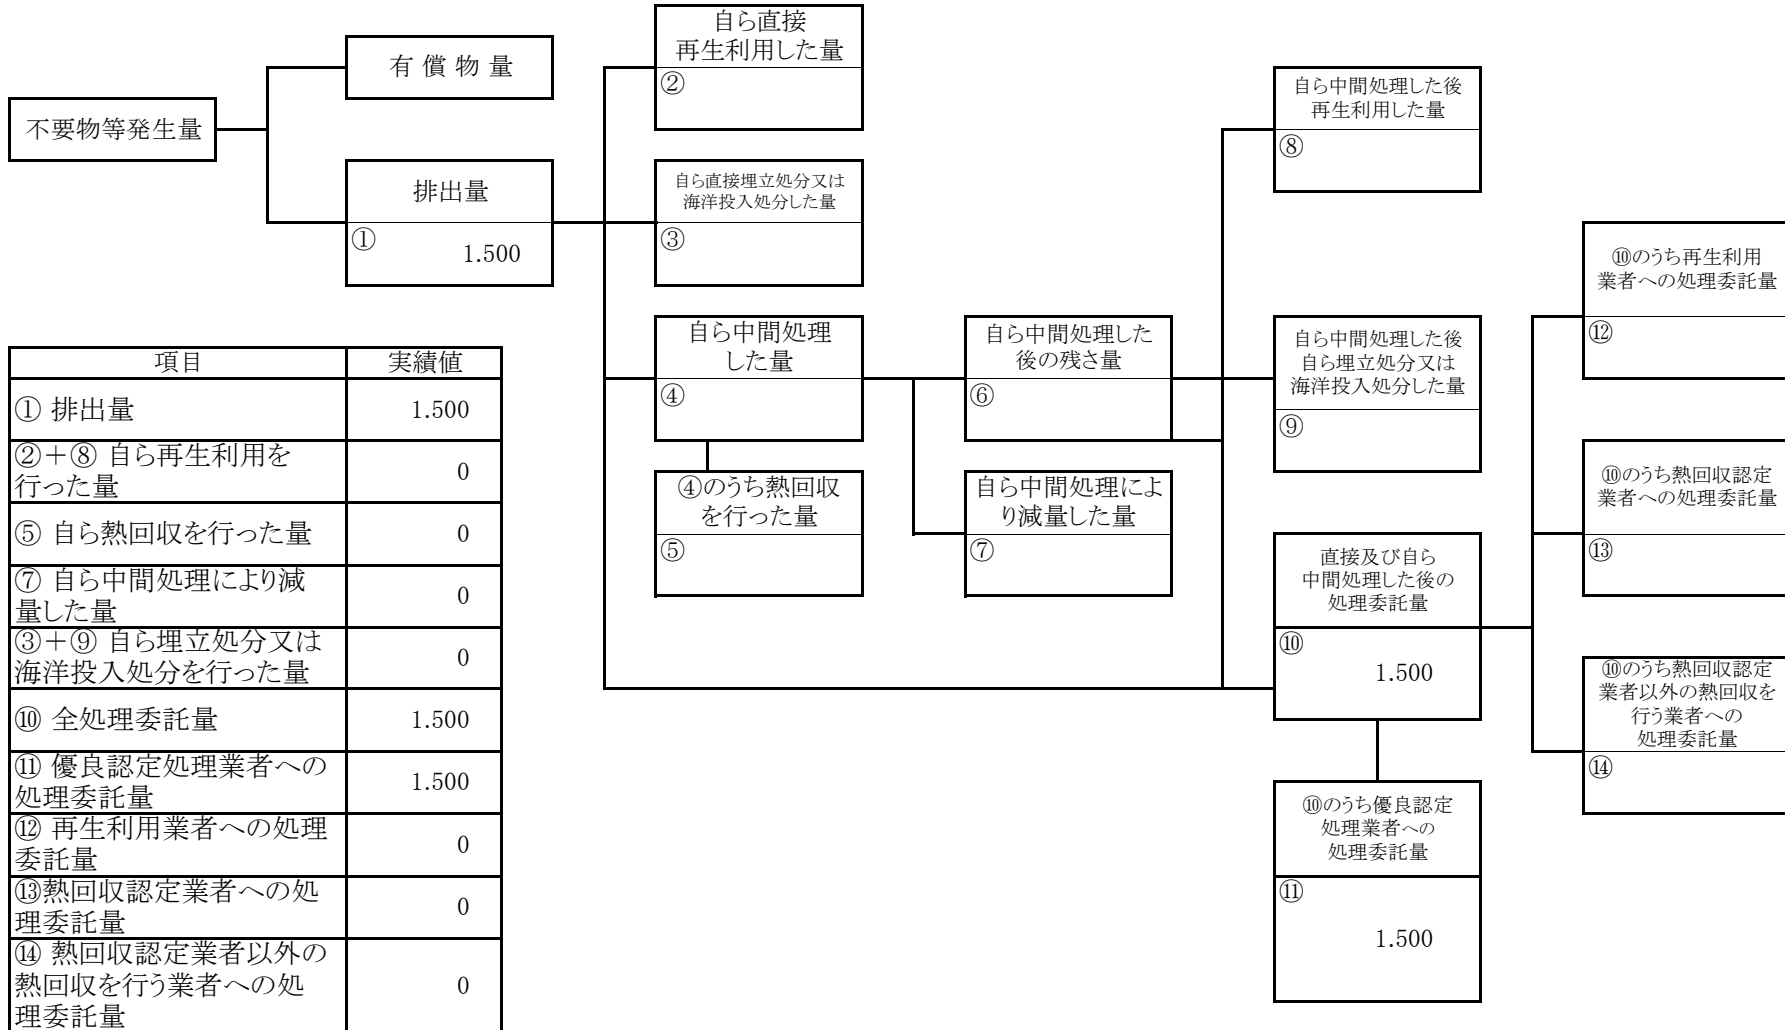 不要物等発生量
有償物量
排出量
①
1.500
自ら直接
再生利用した量
②
自ら直接埋立処分又は
海洋投入処分した量
③
自ら中間処理
した量
④
④のうち熱回収
を行った量
⑤
自ら中間処理した
後の残さ量
⑥
自ら中間処理によ
り減量した量
⑦
自ら中間処理した後
再生利用した量
⑧
自ら中間処理した後
自ら埋立処分又は
海洋投入処分した量
⑨
直接及び自ら
中間処理した後の
処理委託量
⑩
1.500
⑩のうち優良認定
処理業者への
処理委託量
⑪
1.500
⑩のうち再生利用
業者への処理委託量
⑫
⑩のうち熱回収認定
業者への処理委託量
⑬
⑩のうち熱回収認定
業者以外の熱回収を
行う業者への
処理委託量
⑭
項目 実績値
① 排出量 1.500
②+⑧ 自ら再生利用を
行った量 0
⑤ 自ら熱回収を行った量 0
⑦ 自ら中間処理により減
量した量 0
③+⑨ 自ら埋立処分又は
海洋投入処分を行った量 0
⑩ 全処理委託量 1.500
⑪ 優良認定処理業者への
処理委託量 1.500
⑫ 再生利用業者への処理
委託量 0
⑬熱回収認定業者への処
理委託量 0
⑭ 熱回収認定業者以外の
熱回収を行う業者への処
理委託量 0